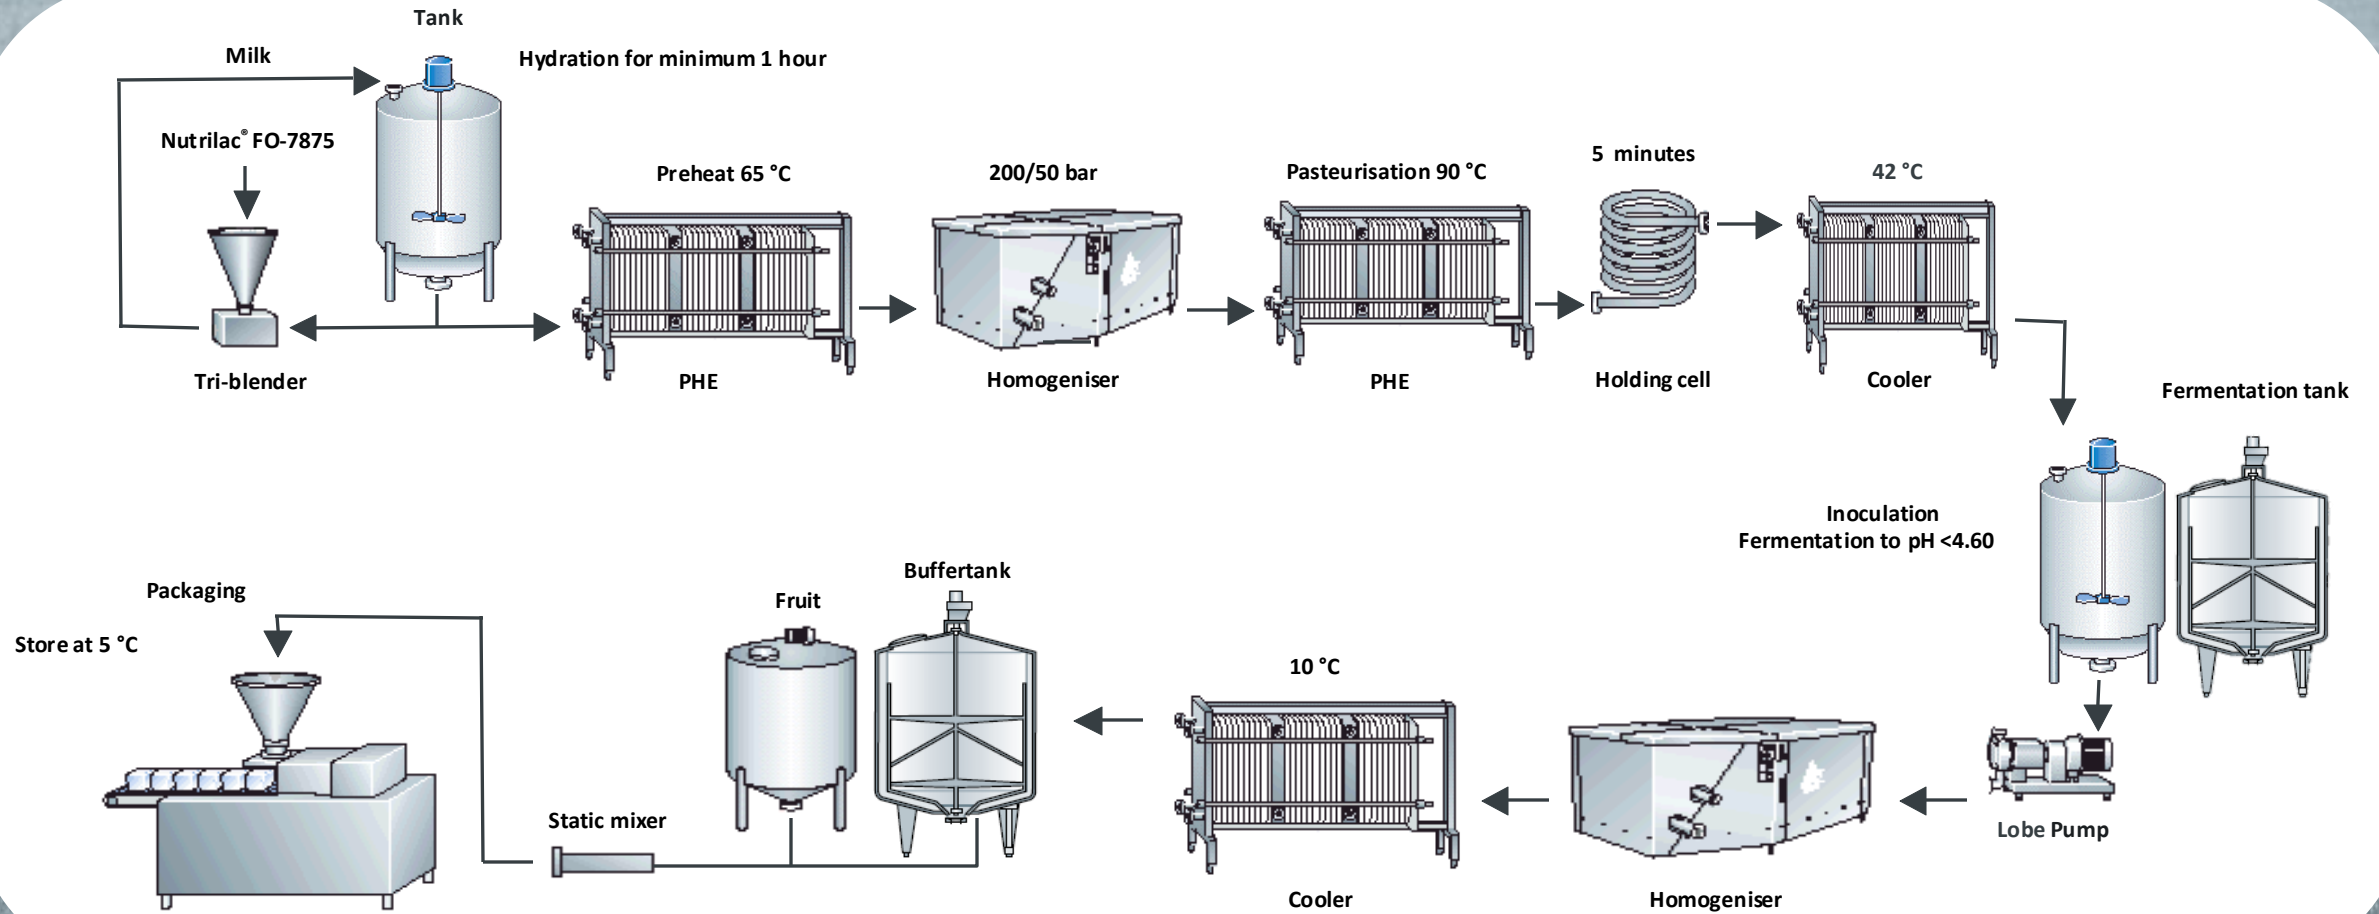 Tank
Milk
Hydration for minimum 1 hour
Nutrilac® FO-7875
Preheat 65 °C
200/50 bar
Pasteurisation 90 °C
5 minutes
42 °C
Tri-blender
PHE
Homogeniser
PHE
Holding cell
Cooler
Fermentation tank
Inoculation
Fermentation to pH <4.60
Lobe Pump
Homogeniser
10 °C
Cooler
Buffertank
Fruit
Static mixer
Packaging
Store at 5 °C